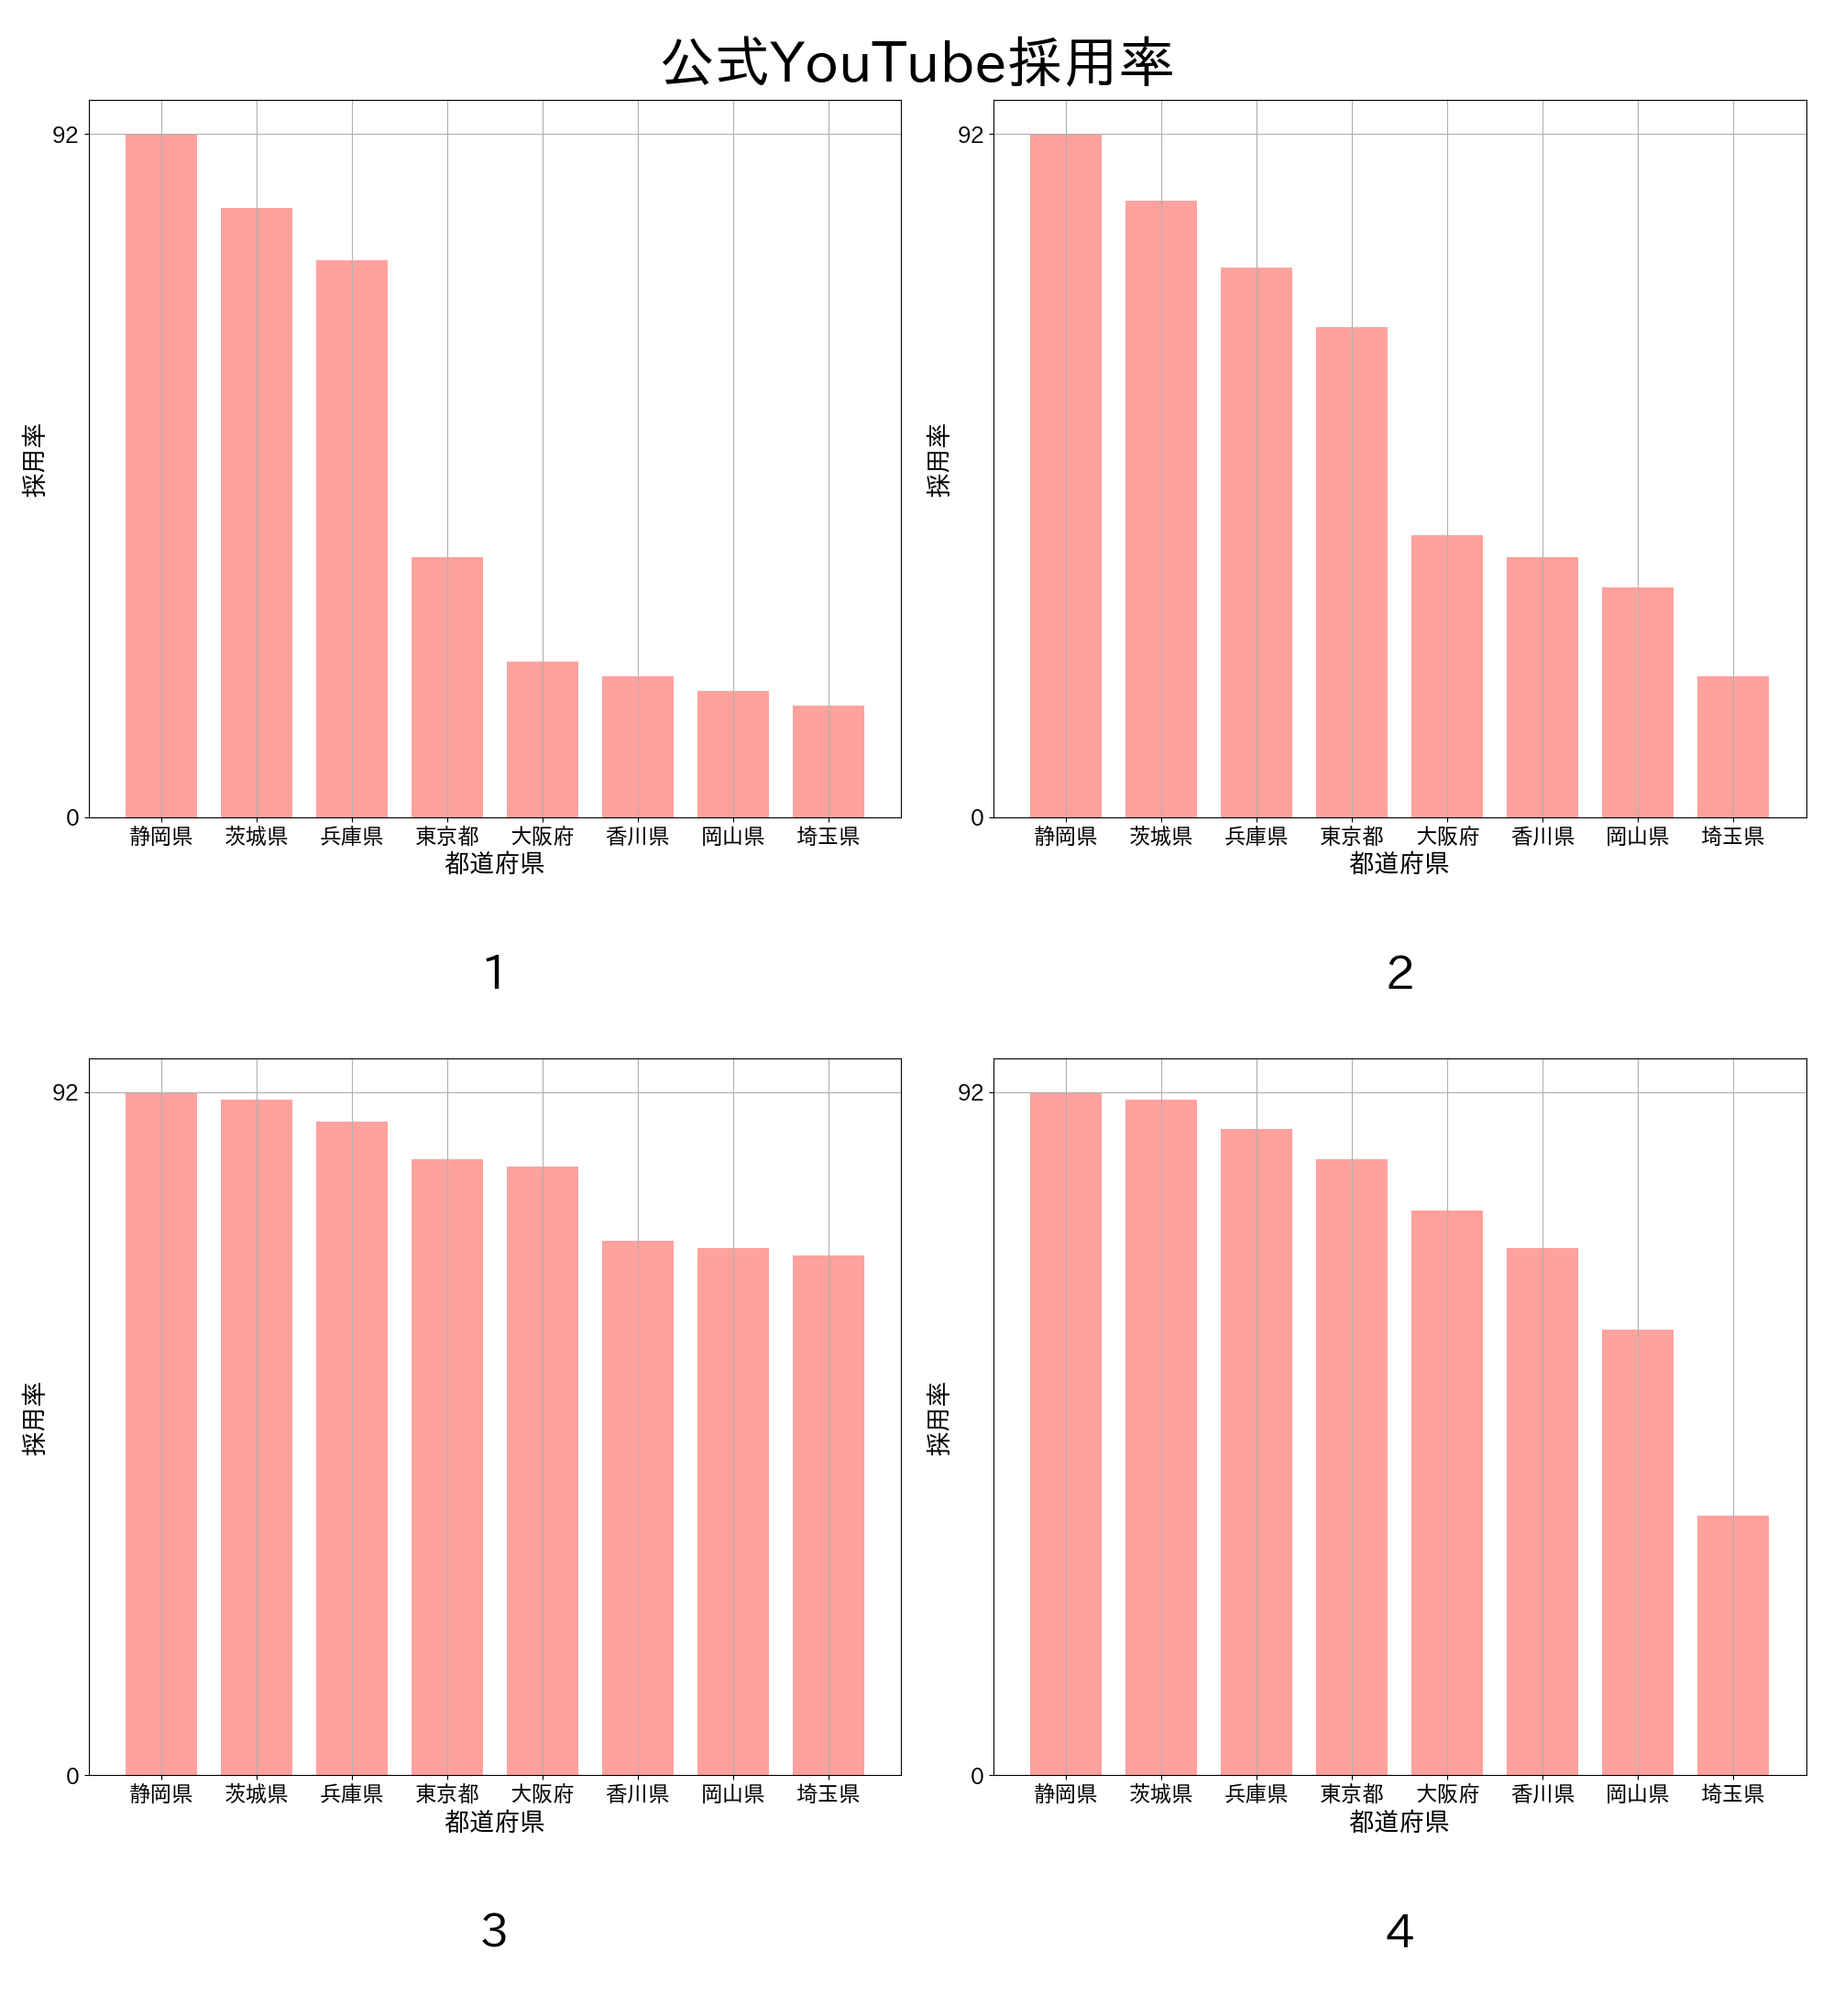 公式YouTube採用率
92
0
採用率
静岡県 茨城県 兵庫県 東京都 大阪府 香川県 岡山県 埼玉県
都道府県
1
92
0
採用率
静岡県 茨城県 兵庫県 東京都 大阪府 香川県 岡山県 埼玉県
都道府県
2
92
0
採用率
静岡県 茨城県 兵庫県 東京都 大阪府 香川県 岡山県 埼玉県
都道府県
3
92
0
採用率
静岡県 茨城県 兵庫県 東京都 大阪府 香川県 岡山県 埼玉県
都道府県
4